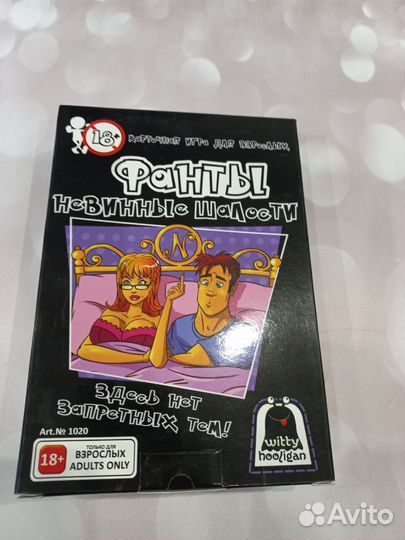 18+
карточная игра для взрослых
Фанты
невинные шалости
N
Здесь нет
запретных тем!
Art.№ 1020
18+
только для
ВЗРОСЛЫХ
ADULTS ONLY
witty
hooligan
Avito